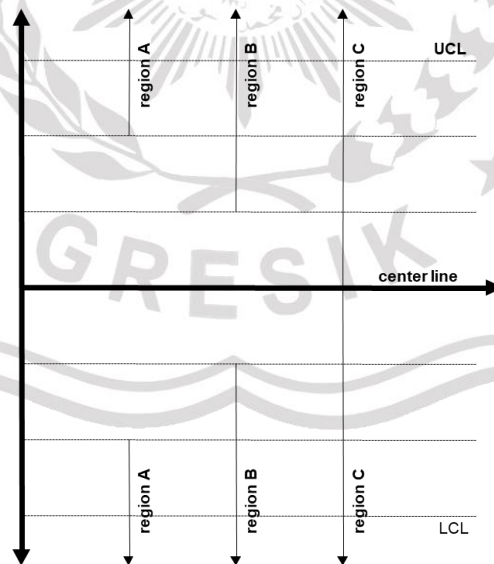 region A
region B
region C
UCL
GRESIK
center line
region A
region B
region C
LCL